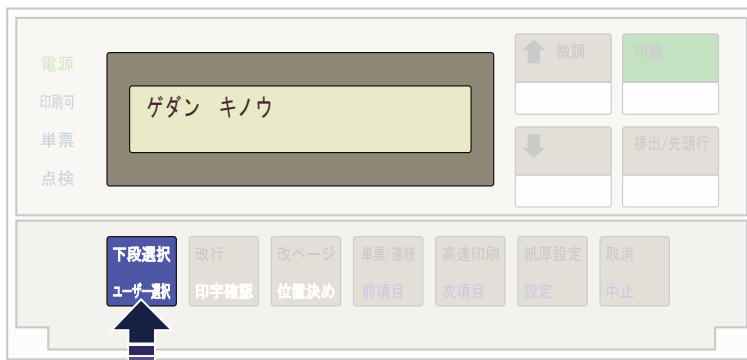 電源
印刷可
単票
点検
ゲダン キノウ
微調
印刷
排出/先頭行
下段選択 改行 改ページ 単票/連続 高速印刷 紙厚設定 取消
ユーザー選択 印字確認 位置決め 前項目 次項目 設定 中止